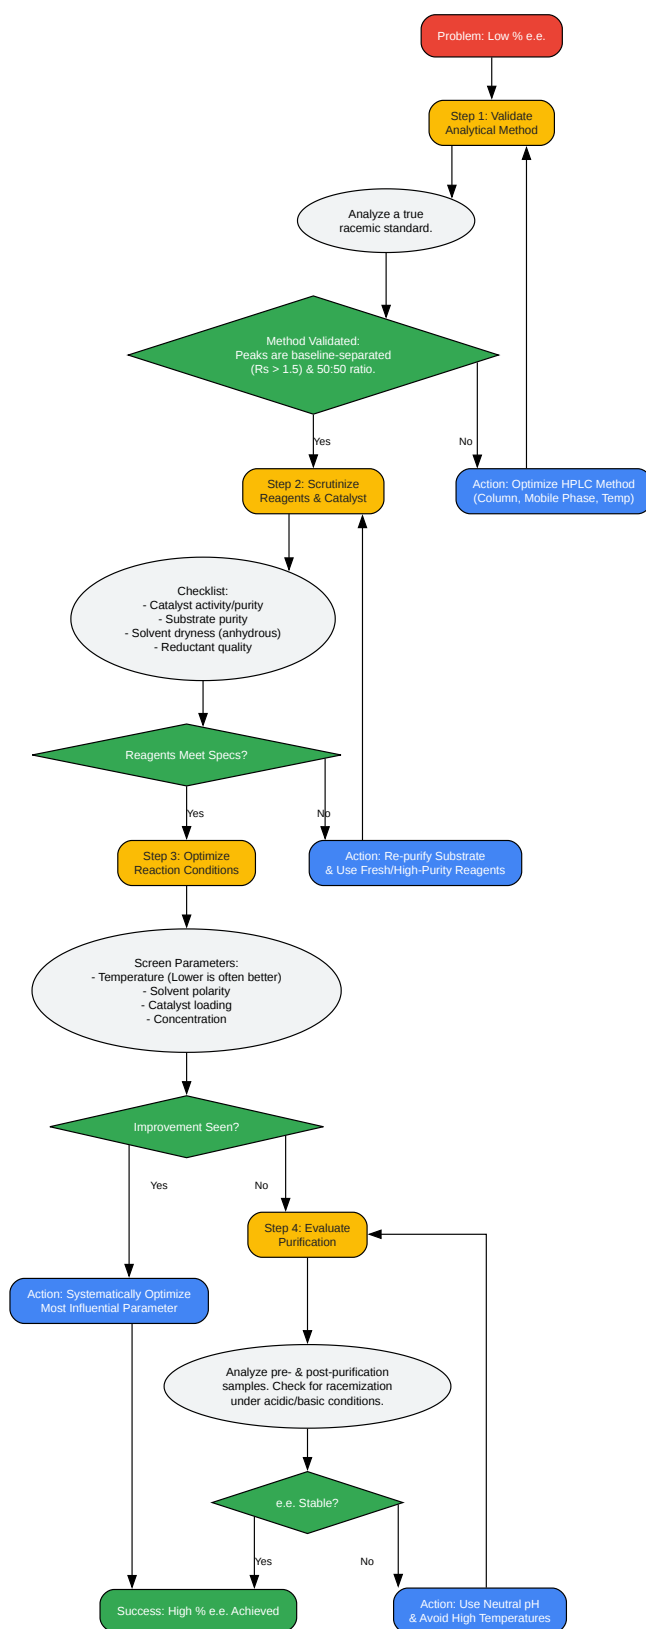 Problem: Low % e.e.
Step 1: Validate
Analytical Method
Analyze a true
racemic standard.
Method Validated:
Peaks are baseline-separated
(Rs > 1.5) & 50:50 ratio.
Yes
No
Step 2: Scrutinize
Reagents & Catalyst
Action: Optimize HPLC Method
(Column, Mobile Phase, Temp)
Checklist:
- Catalyst activity/purity
- Substrate purity
- Solvent dryness (anhydrous)
- Reductant quality
Reagents Meet Specs?
Yes
No
Step 3: Optimize
Reaction Conditions
Action: Re-purify Substrate
& Use Fresh/High-Purity Reagents
Screen Parameters:
- Temperature (Lower is often better)
- Solvent polarity
- Catalyst loading
- Concentration
Improvement Seen?
Yes
No
Step 4: Evaluate
Purification
Action: Systematically Optimize
Most Influential Parameter
Analyze pre- & post-purification
samples. Check for racemization
under acidic/basic conditions.
e.e. Stable?
Yes
No
Success: High % e.e. Achieved
Action: Use Neutral pH
& Avoid High Temperatures